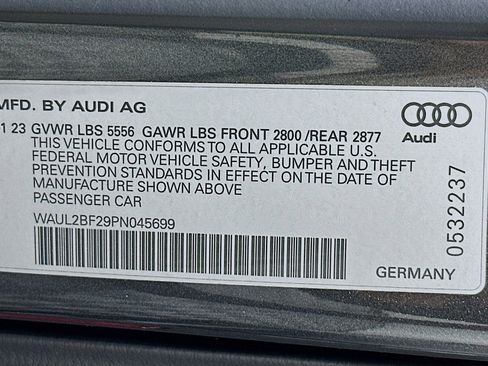 MFD. BY AUDI AG
1 23 GVWR LBS 5556 GAWR LBS FRONT 2800 /REAR 2877
THIS VEHICLE CONFORMS TO ALL APPLICABLE U.S.
FEDERAL MOTOR VEHICLE SAFETY, BUMPER AND THEFT
PREVENTION STANDARDS IN EFFECT ON THE DATE OF
MANUFACTURE SHOWN ABOVE
PASSENGER CAR
WAUL2BF29PN045699
Audi
0532237
GERMANY